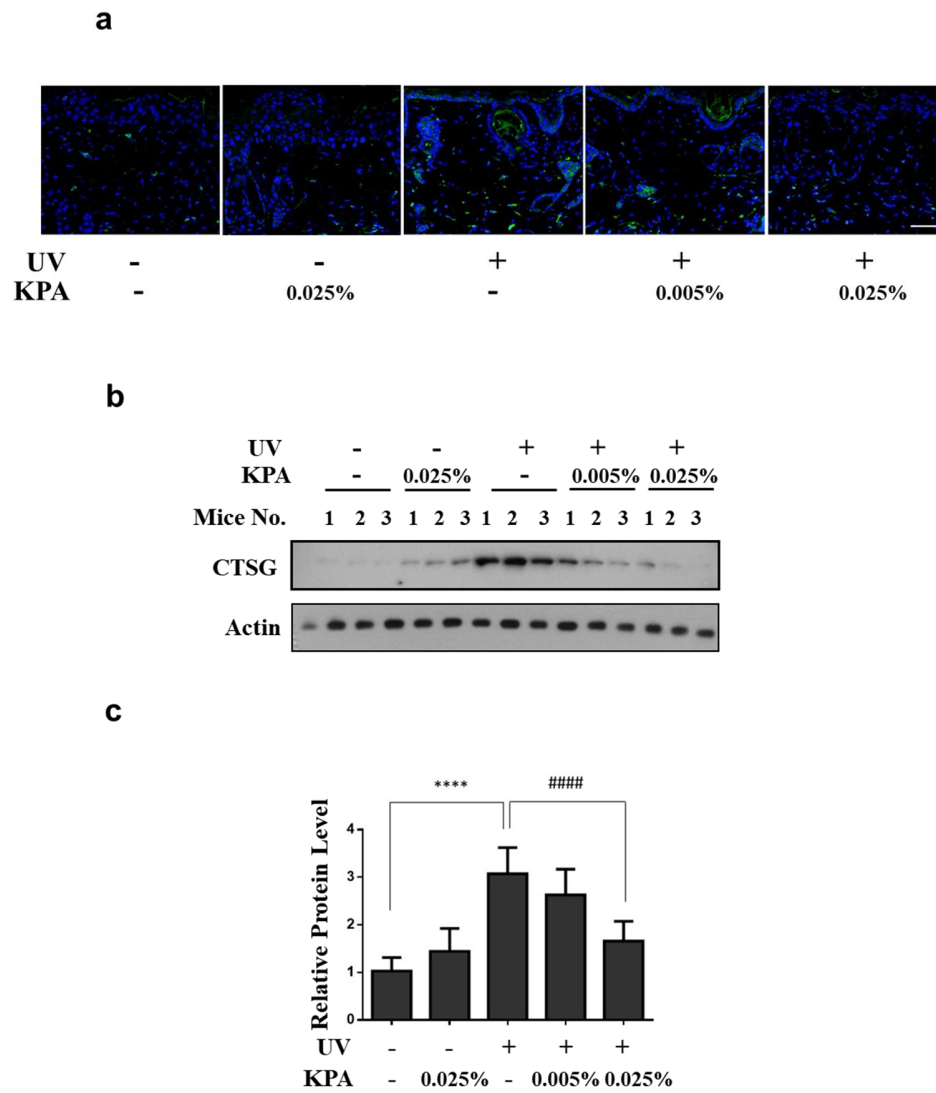 a
UV - - + + +
KPA - 0.025% - 0.005% 0.025%
b
UV - - + + +
KPA - 0.025% - 0.005% 0.025%
Mice No. 1 2 3 1 2 3 1 2 3 1 2 3 1 2 3
CTSG
Actin
c
**** ####
Relative Protein Level
4
3
2
1
0
UV - - + + +
KPA - 0.025% - 0.005% 0.025%